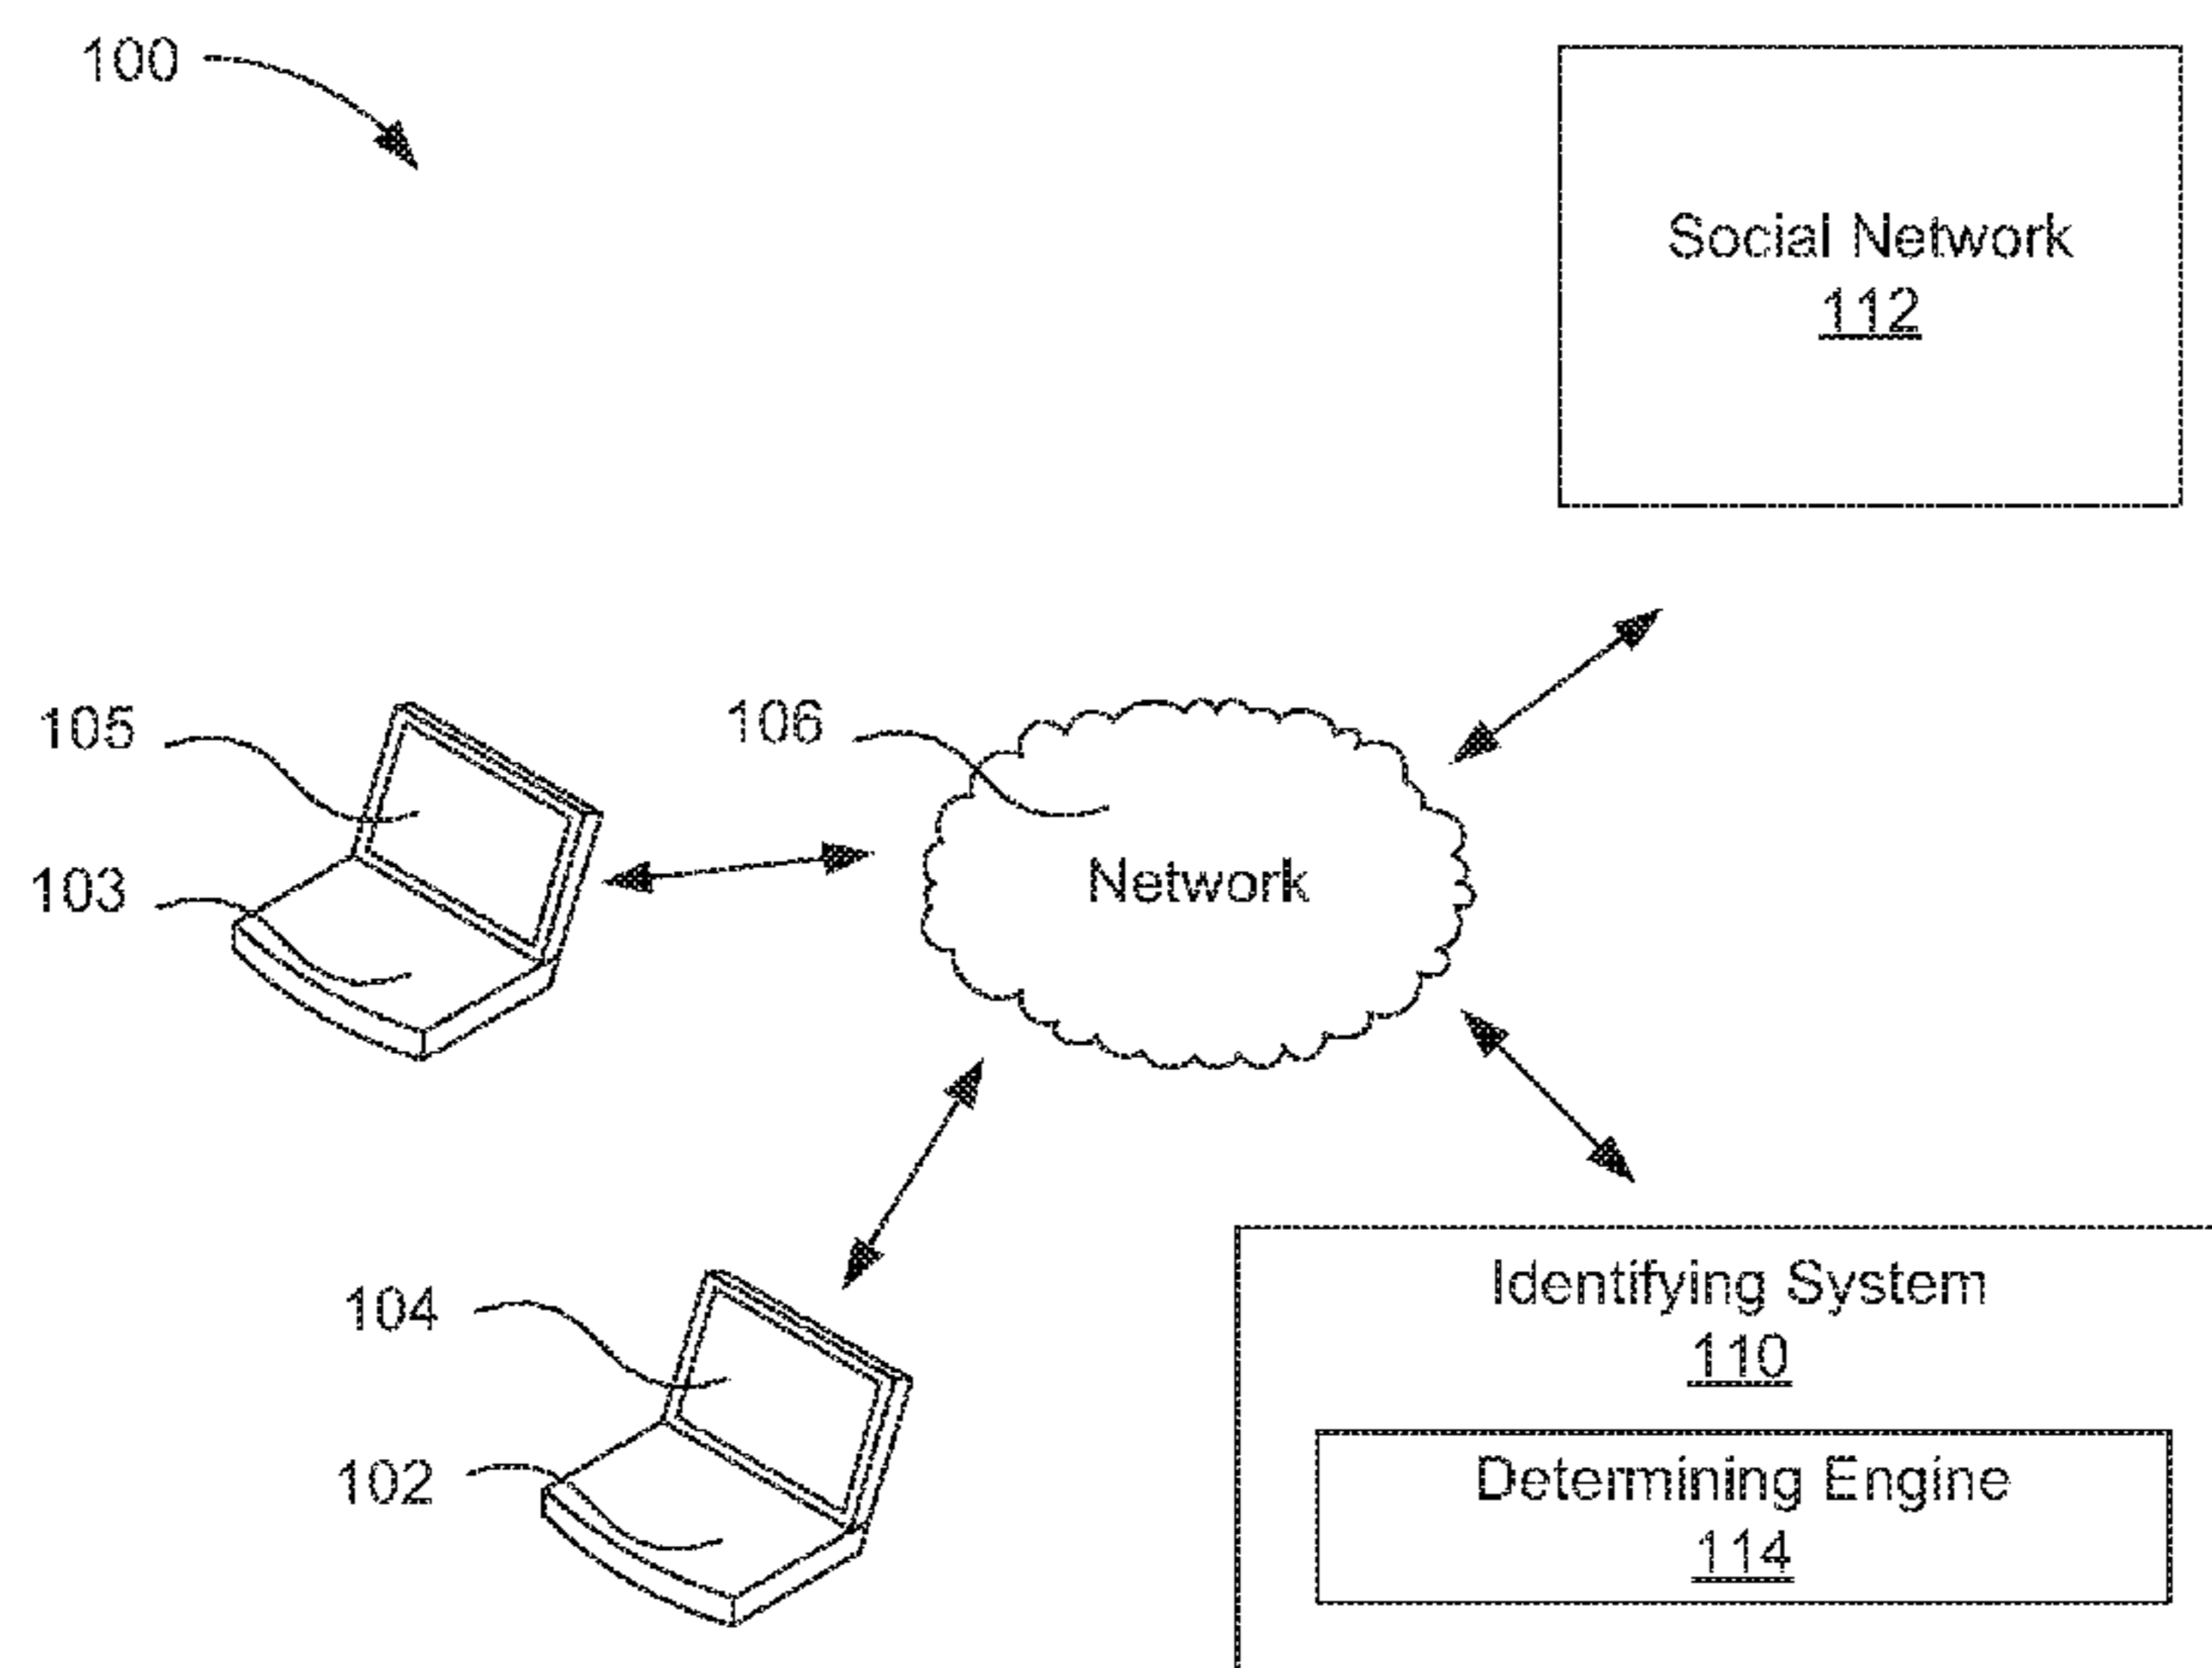 100
Social Network
112
105
106
103
Network
104
Identifying System
110
102
Determining Engine
114